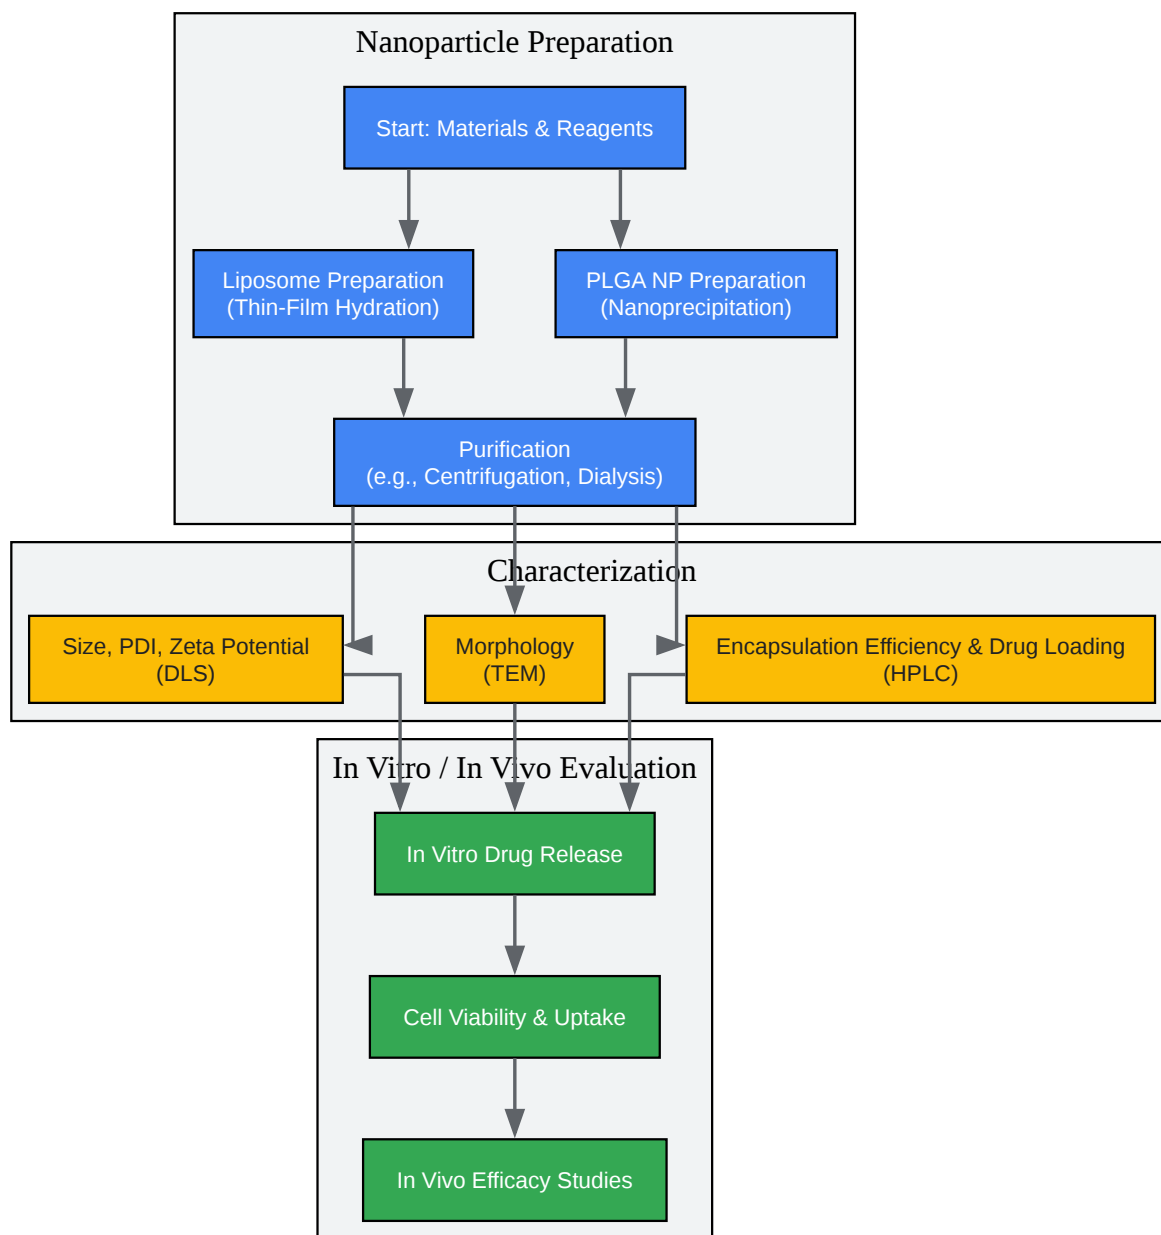 Nanoparticle Preparation
Start: Materials & Reagents
Liposome Preparation
(Thin-Film Hydration)
PLGA NP Preparation
(Nanoprecipitation)
Purification
(e.g., Centrifugation, Dialysis)
Characterization
Size, PDI, Zeta Potential
(DLS)
Morphology
(TEM)
Encapsulation Efficiency & Drug Loading
(HPLC)
In Vitro / In Vivo Evaluation
In Vitro Drug Release
Cell Viability & Uptake
In Vivo Efficacy Studies